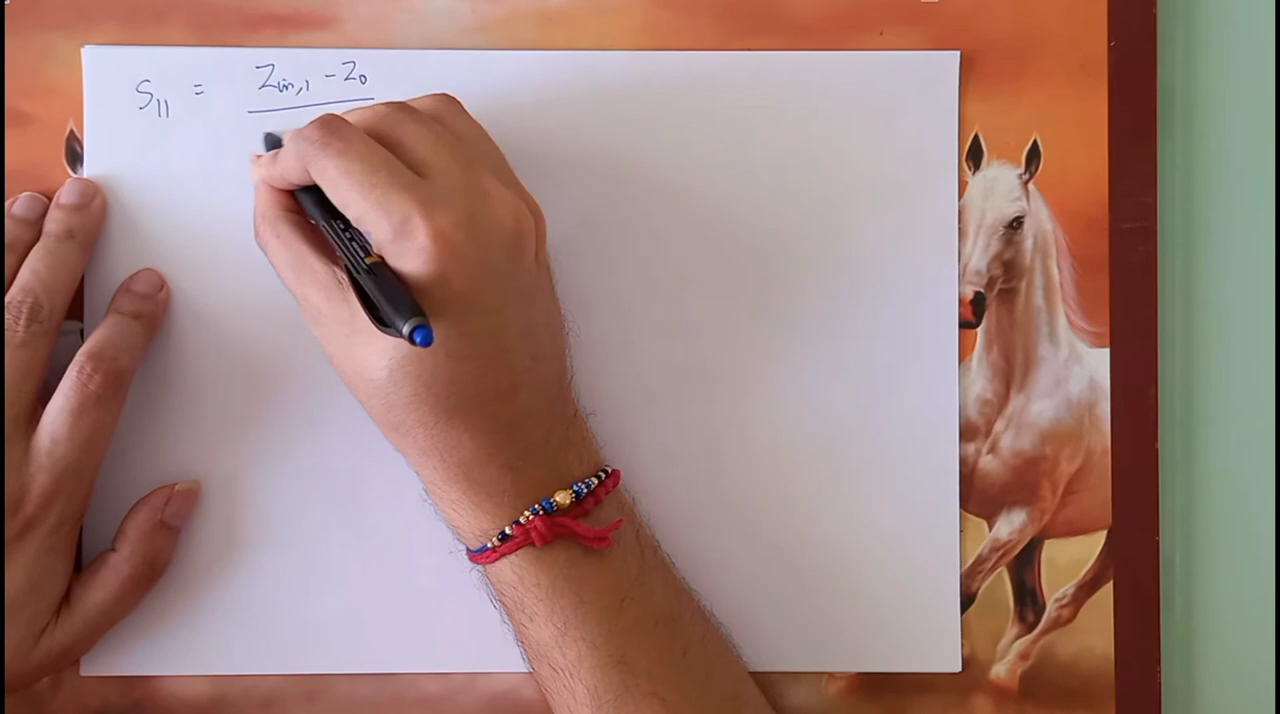 S₁₁ = Zin,1 - Z₀